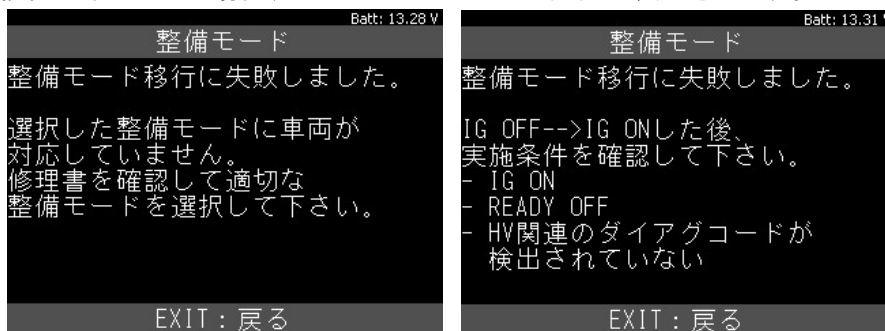 Batt: 13.28 V
整備モード
整備モード移行に失敗しました。
選択した整備モードに車両が
対応していません。
修理書を確認して適切な
整備モードを選択して下さい。
EXIT：戻る
Batt: 13.31
整備モード
整備モード移行に失敗しました。
IG OFF-->IG ONした後、
実施条件を確認して下さい。
- IG ON
- READY OFF
- HV関連のダイアグコードが
検出されていない
EXIT：戻る